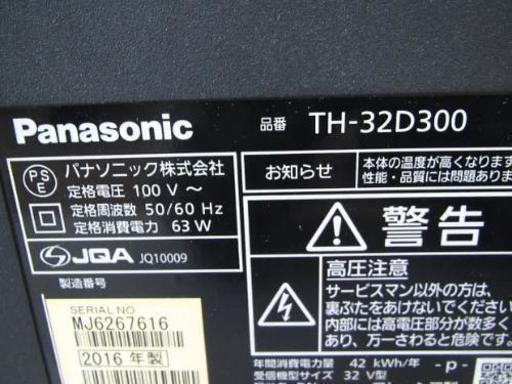 Panasonic 品番 TH-32D300
PSE パナソニック株式会社
定格電圧 100 V ～
定格周波数 50/60 Hz
定格消費電力 63 W
JQA JQ10009
製造番号
SERIAL NO.
MJ6267616
2016 年製
お知らせ
本体の温度が高くなります
性能・品質には問題ありま
警告
高圧注意
サービスマン以外の方は、
裏ぶたをあけないでください
内部には高電圧部分が数多く
あり、万一さわると危険です。
年間消費電力量 42 kWh/年 - p -
受信機型サイズ 32 V型